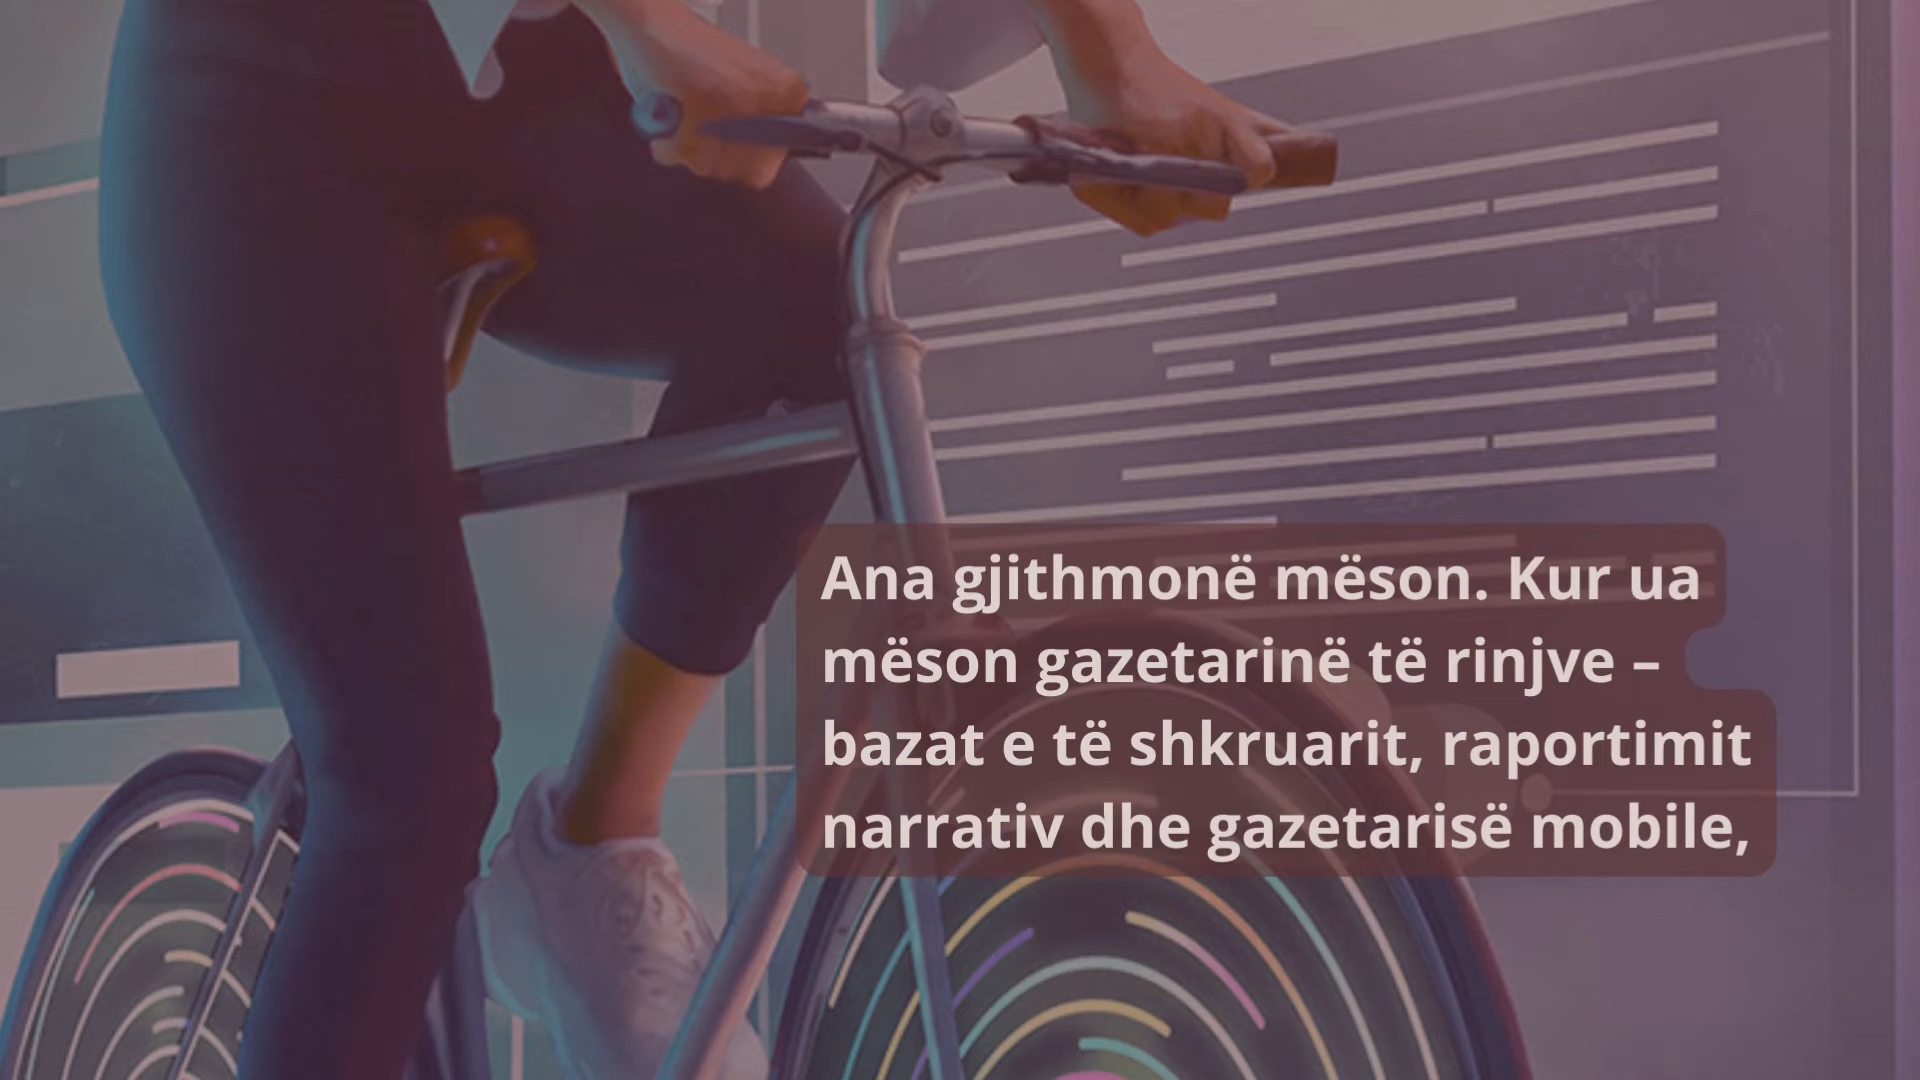 Ana gjithmonë mëson. Kur ua
mëson gazetarinë të rinjve –
bazat e të shkruarit, raportimit
narrativ dhe gazetarisë mobile,